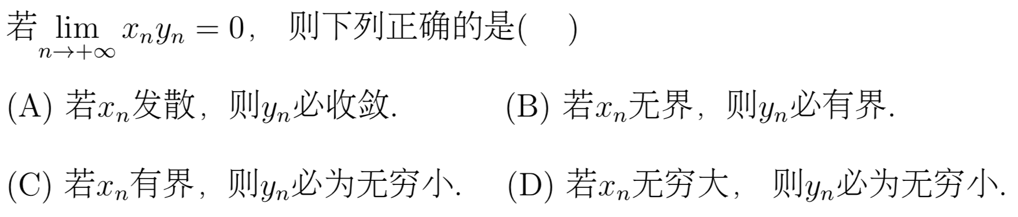 若 $\lim\limits_{n\to+\infty} x_n y_n = 0$， 则下列正确的是( )
(A) 若$x_n$发散，则$y_n$必收敛. (B) 若$x_n$无界，则$y_n$必有界.
(C) 若$x_n$有界，则$y_n$必为无穷小. (D) 若$x_n$无穷大， 则$y_n$必为无穷小.